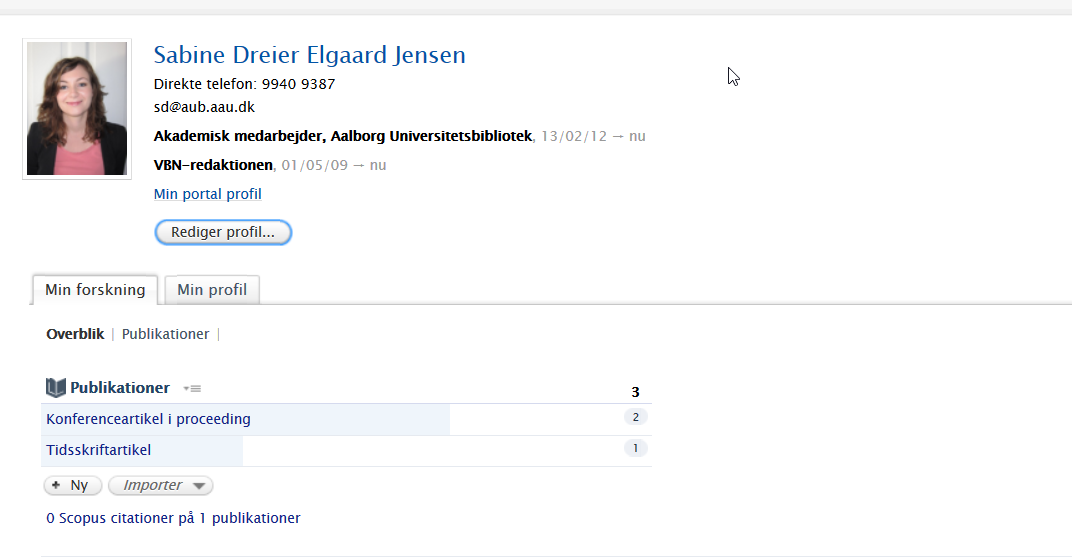 Sabine Dreier Elgaard Jensen
Direkte telefon: 9940 9387
sd@aub.aau.dk
Akademisk medarbejder, Aalborg Universitetsbibliotek, 13/02/12 → nu
VBN-redaktionen, 01/05/09 → nu
Min portal profil
Rediger profil...
Min forskning Min profil
Overblik | Publikationer |
Publikationer 3
Konferenceartikel i proceeding 2
Tidsskriftartikel 1
+ Ny Importer
0 Scopus citationer på 1 publikationer